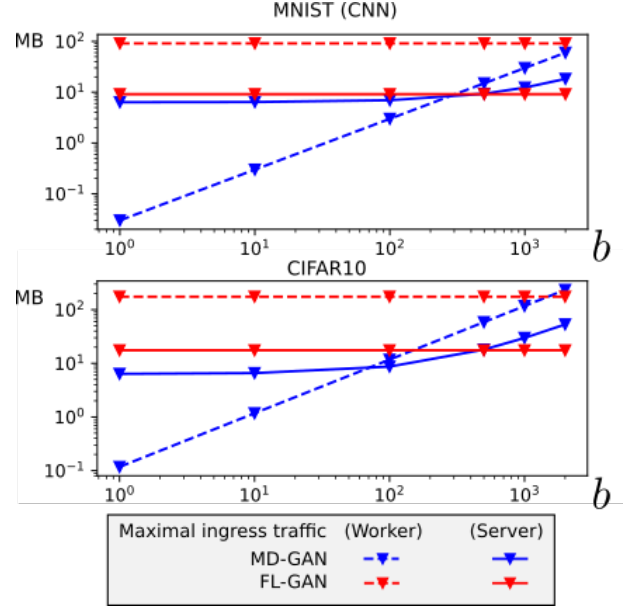 MNIST (CNN)
MB
10²
10¹
10⁰
10⁻¹
10⁰ 10¹ 10² 10³
b
CIFAR10
MB
10²
10¹
10⁰
10⁻¹
10⁰ 10¹ 10² 10³
b
Maximal ingress traffic (Worker) (Server)
MD-GAN
FL-GAN